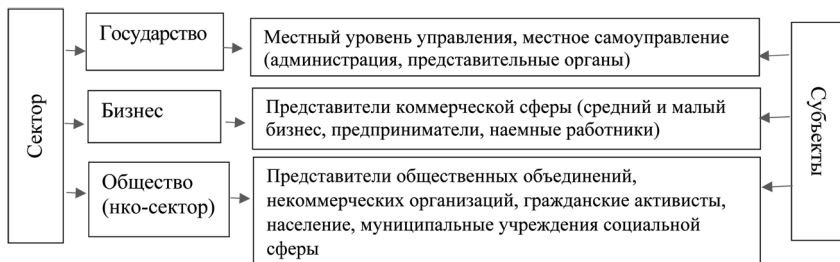 Сектор
Государство
Местный уровень управления, местное самоуправление
(администрация, представительные органы)
Бизнес
Представители коммерческой сферы (средний и малый
бизнес, предприниматели, наемные работники)
Общество
(нко-сектор)
Представители общественных объединений,
некоммерческих организаций, гражданские активисты,
население, муниципальные учреждения социальной
сферы
Субъекты